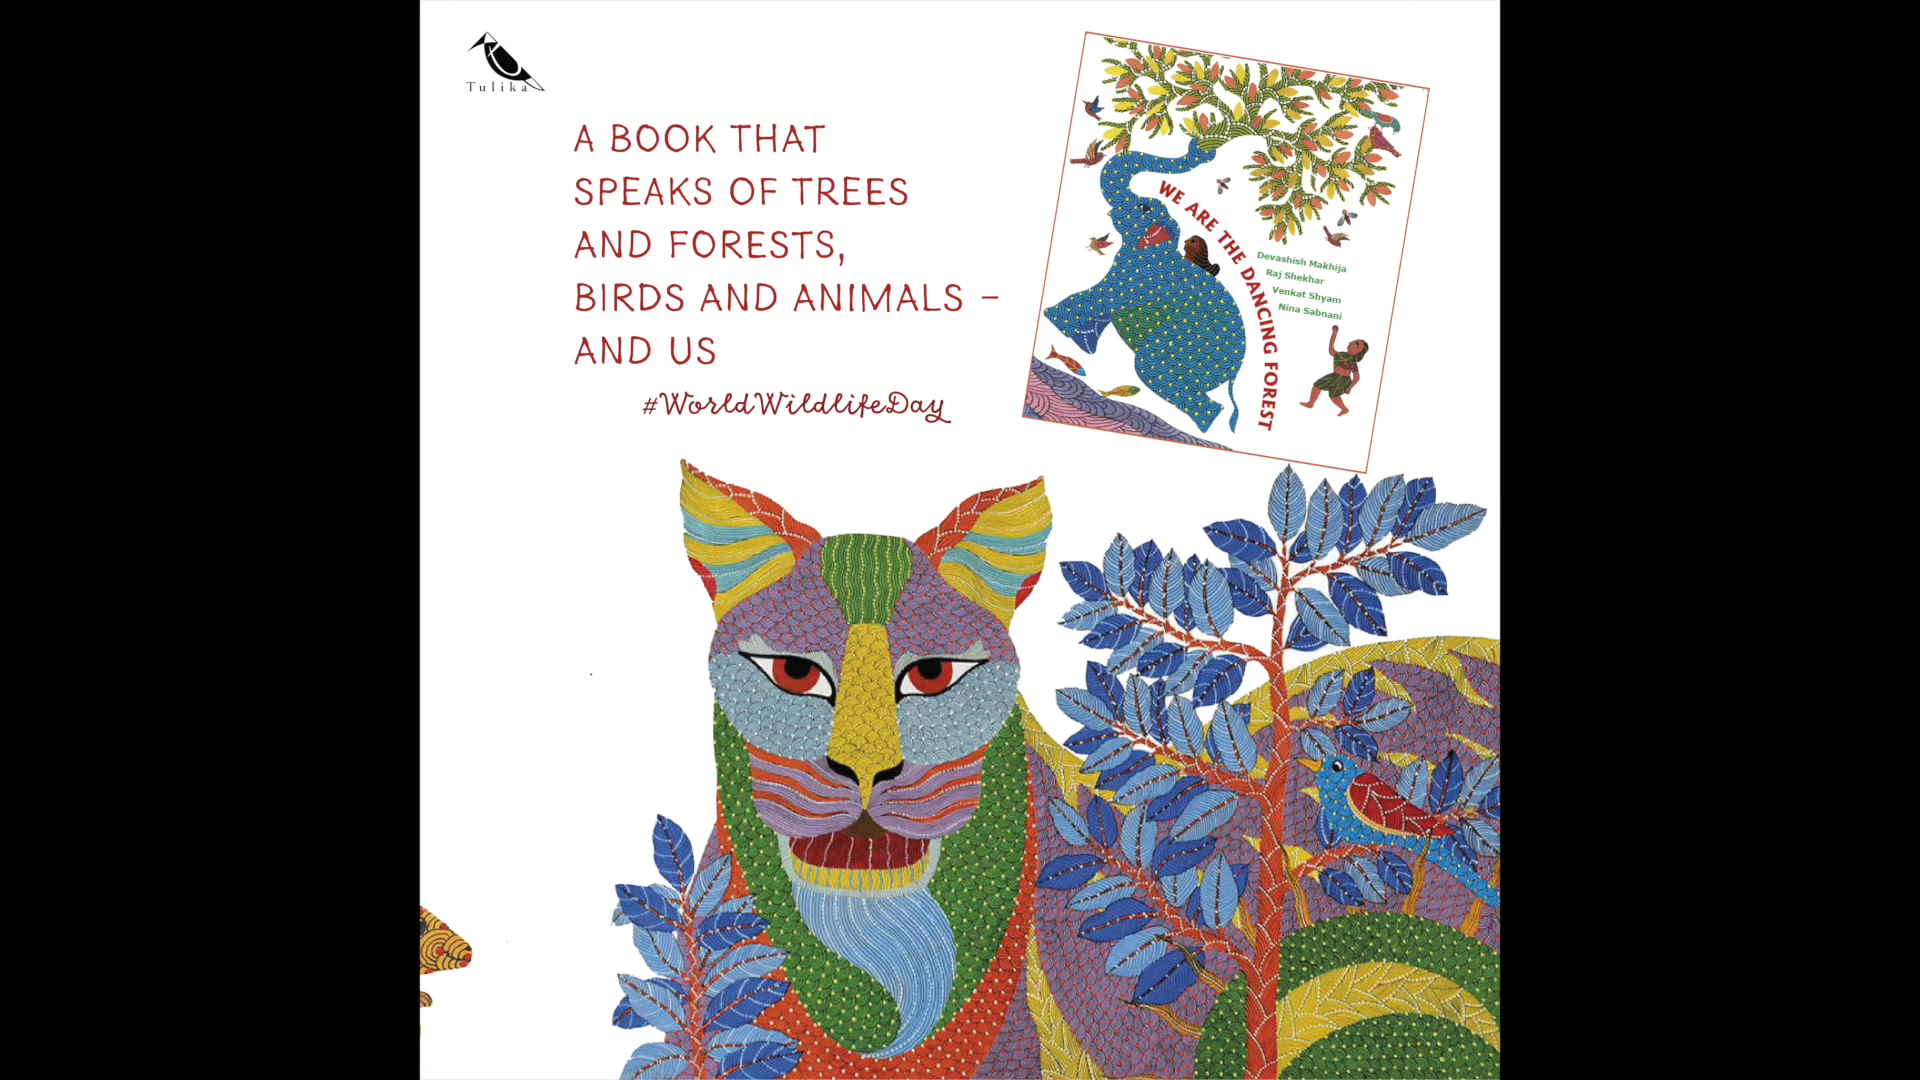 Tulika
A BOOK THAT
SPEAKS OF TREES
AND FORESTS,
BIRDS AND ANIMALS –
AND US
#WorldWildlifeDay
WE ARE THE DANCING FOREST
Devashish Makhija
Raj Shekhar
Venkat Shyam
Nina Sabnani